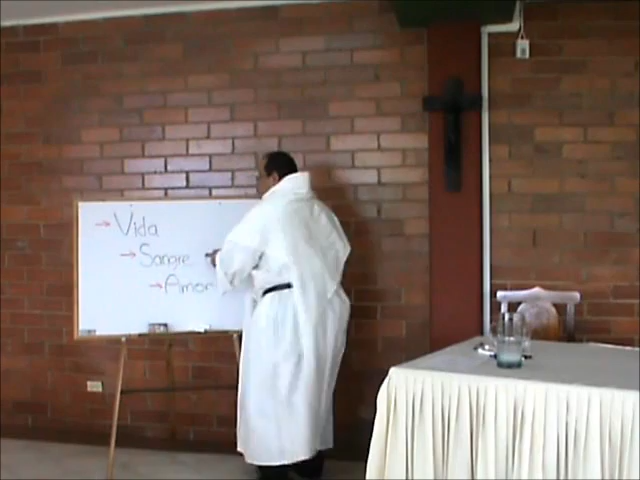 → Vida
→ Sangre
→ Amor